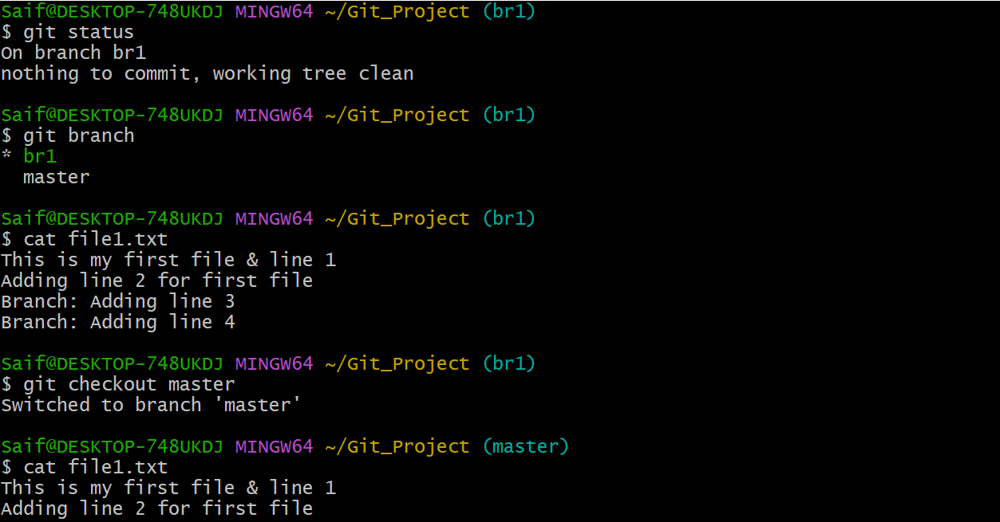 Saif@DESKTOP-748UKDJ MINGW64 ~/Git_Project (br1)
$ git status
On branch br1
nothing to commit, working tree clean
Saif@DESKTOP-748UKDJ MINGW64 ~/Git_Project (br1)
$ git branch
* br1
  master
Saif@DESKTOP-748UKDJ MINGW64 ~/Git_Project (br1)
$ cat file1.txt
This is my first file & line 1
Adding line 2 for first file
Branch: Adding line 3
Branch: Adding line 4
Saif@DESKTOP-748UKDJ MINGW64 ~/Git_Project (br1)
$ git checkout master
Switched to branch 'master'
Saif@DESKTOP-748UKDJ MINGW64 ~/Git_Project (master)
$ cat file1.txt
This is my first file & line 1
Adding line 2 for first file